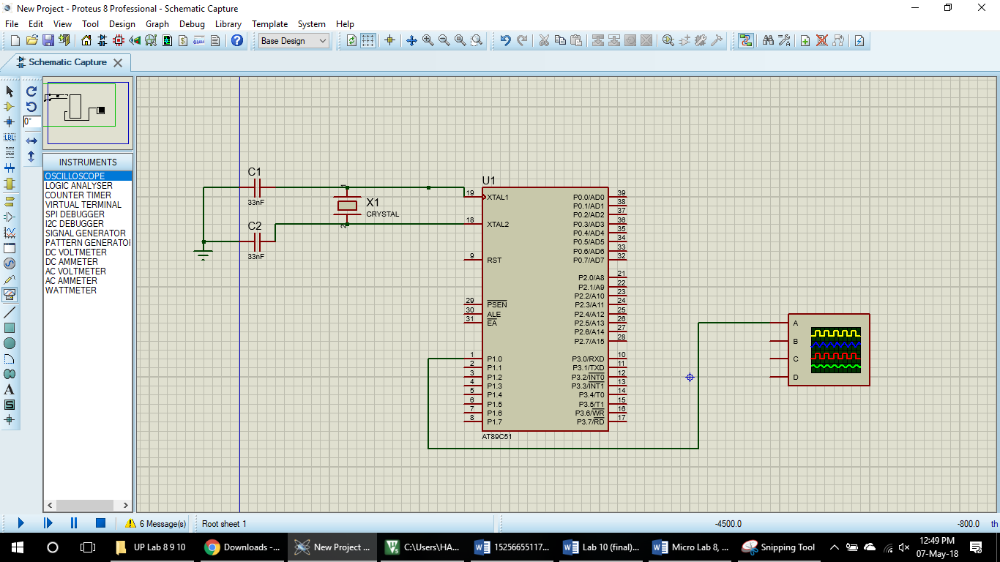 New Project - Proteus 8 Professional - Schematic Capture
File Edit View Tool Design Graph Debug Library Template System Help
Base Design
Schematic Capture
0°
LBL
A
S
INSTRUMENTS
OSCILLOSCOPE
LOGIC ANALYSER
COUNTER TIMER
VIRTUAL TERMINAL
SPI DEBUGGER
I2C DEBUGGER
SIGNAL GENERATOR
PATTERN GENERATO
DC VOLTMETER
DC AMMETER
AC VOLTMETER
AC AMMETER
WATTMETER
C1
33nF
C2
33nF
X1
CRYSTAL
2
U1
19 XTAL1
18 XTAL2
9 RST
29 PSEN
30 ALE
31 EA
1 P1.0
2 P1.1
3 P1.2
4 P1.3
5 P1.4
6 P1.5
7 P1.6
8 P1.7
P0.0/AD0 39
P0.1/AD1 38
P0.2/AD2 37
P0.3/AD3 36
P0.4/AD4 35
P0.5/AD5 34
P0.6/AD6 33
P0.7/AD7 32
P2.0/A8 21
P2.1/A9 22
P2.2/A10 23
P2.3/A11 24
P2.4/A12 25
P2.5/A13 26
P2.6/A14 27
P2.7/A15 28
P3.0/RXD 10
P3.1/TXD 11
P3.2/INT0 12
P3.3/INT1 13
P3.4/T0 14
P3.5/T1 15
P3.6/WR 16
P3.7/RD 17
AT89C51
A
B
C
D
6 Message(s)
Root sheet 1
-4500.0
-800.0 th
UP Lab 8 9 10
Downloads -...
New Project ...
C:\Users\HA...
15256655117...
Lab 10 (final)...
Micro Lab 8, ...
Snipping Tool
12:49 PM
07-May-18